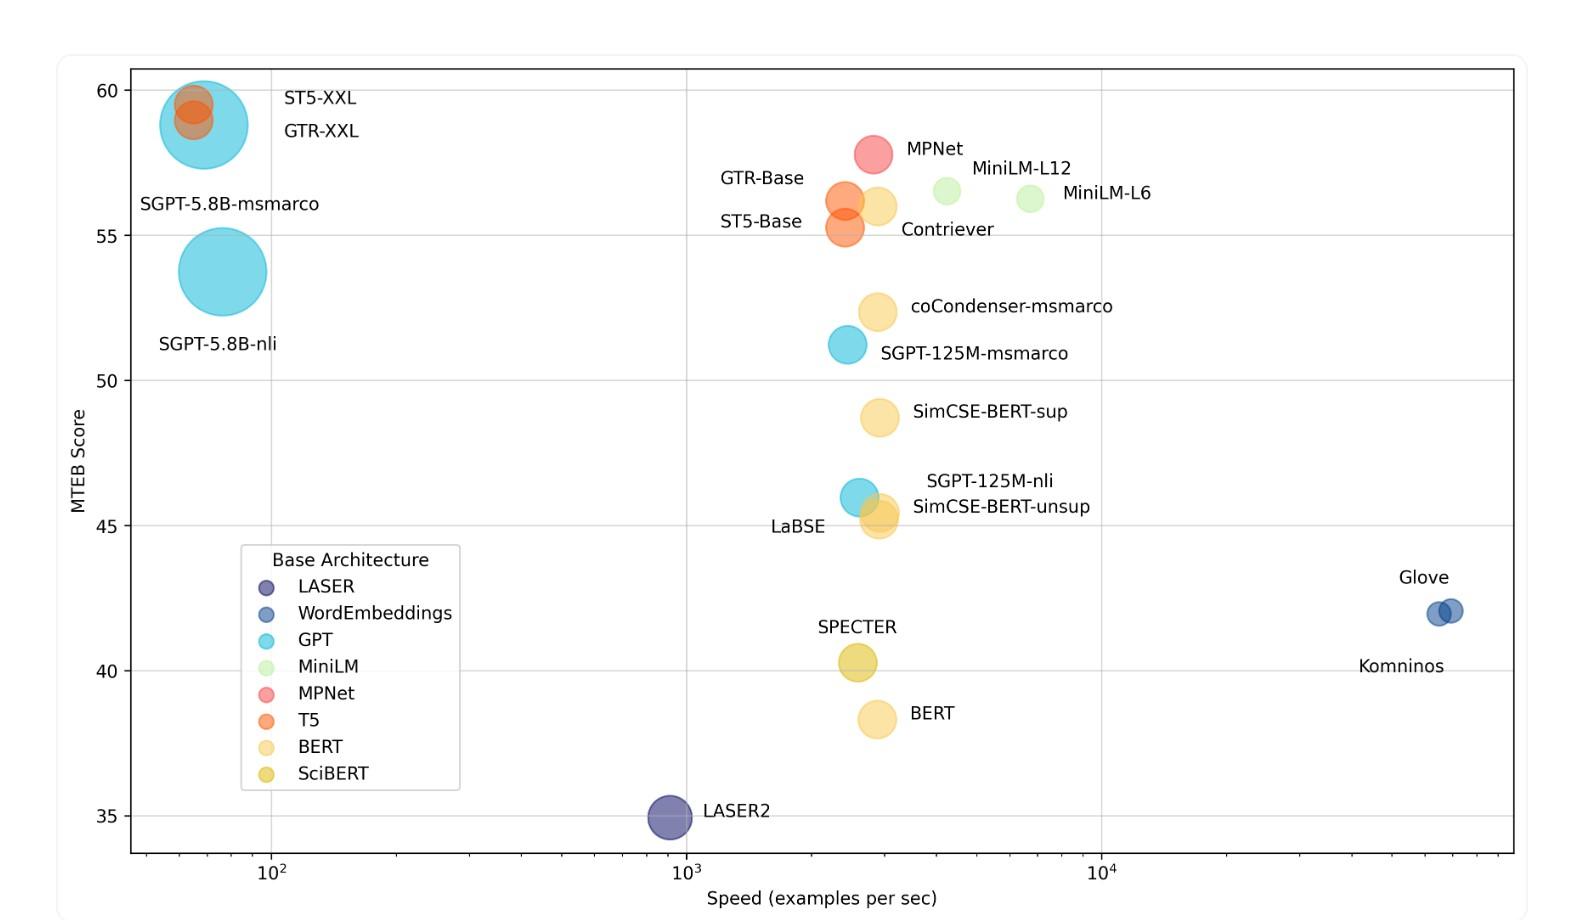 60
55
50
45
40
35
MTEB Score
ST5-XXL
GTR-XXL
SGPT-5.8B-msmarco
SGPT-5.8B-nli
MPNet
MiniLM-L12
GTR-Base
MiniLM-L6
ST5-Base
Contriever
coCondenser-msmarco
SGPT-125M-msmarco
SimCSE-BERT-sup
SGPT-125M-nli
SimCSE-BERT-unsup
LaBSE
Glove
Komninos
SPECTER
BERT
LASER2
Base Architecture
LASER
WordEmbeddings
GPT
MiniLM
MPNet
T5
BERT
SciBERT
10²
10³
10⁴
Speed (examples per sec)